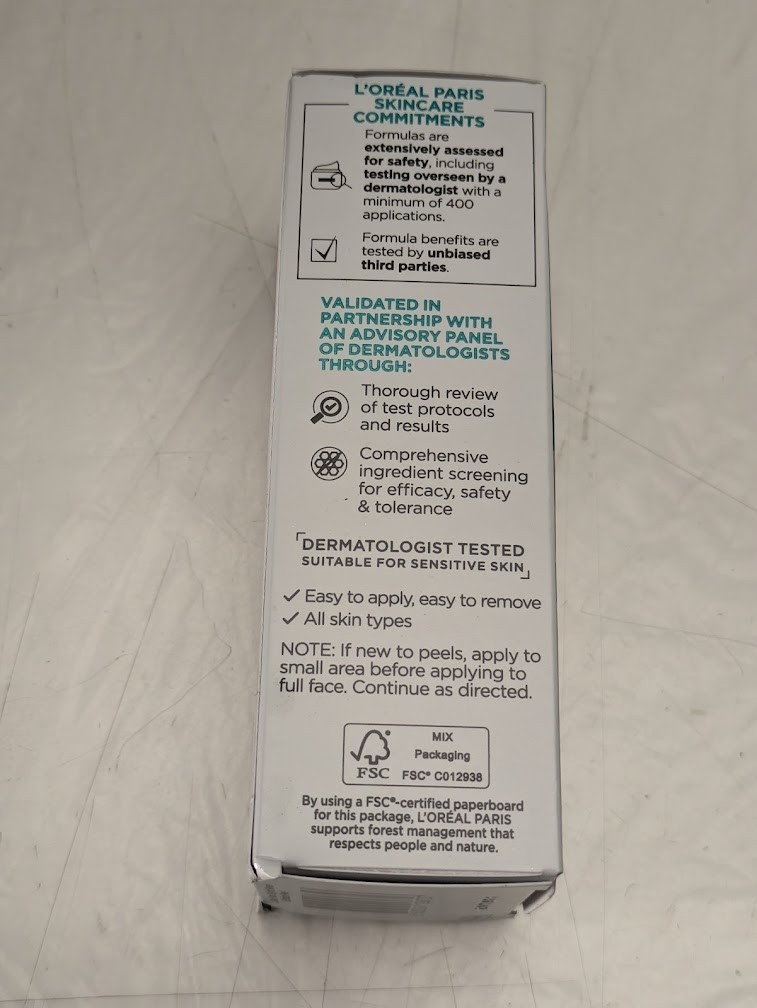 L'ORÉAL PARIS
SKINCARE
COMMITMENTS
Formulas are
extensively assessed
for safety, including
testing overseen by a
dermatologist with a
minimum of 400
applications.
Formula benefits are
tested by unbiased
third parties.
VALIDATED IN
PARTNERSHIP WITH
AN ADVISORY PANEL
OF DERMATOLOGISTS
THROUGH:
Thorough review
of test protocols
and results
Comprehensive
ingredient screening
for efficacy, safety
& tolerance
DERMATOLOGIST TESTED
SUITABLE FOR SENSITIVE SKIN
Easy to apply, easy to remove
All skin types
NOTE: If new to peels, apply to
small area before applying to
full face. Continue as directed.
MIX
Packaging
FSC FSC® C012938
By using a FSC®-certified paperboard
for this package, L'ORÉAL PARIS
supports forest management that
respects people and nature.